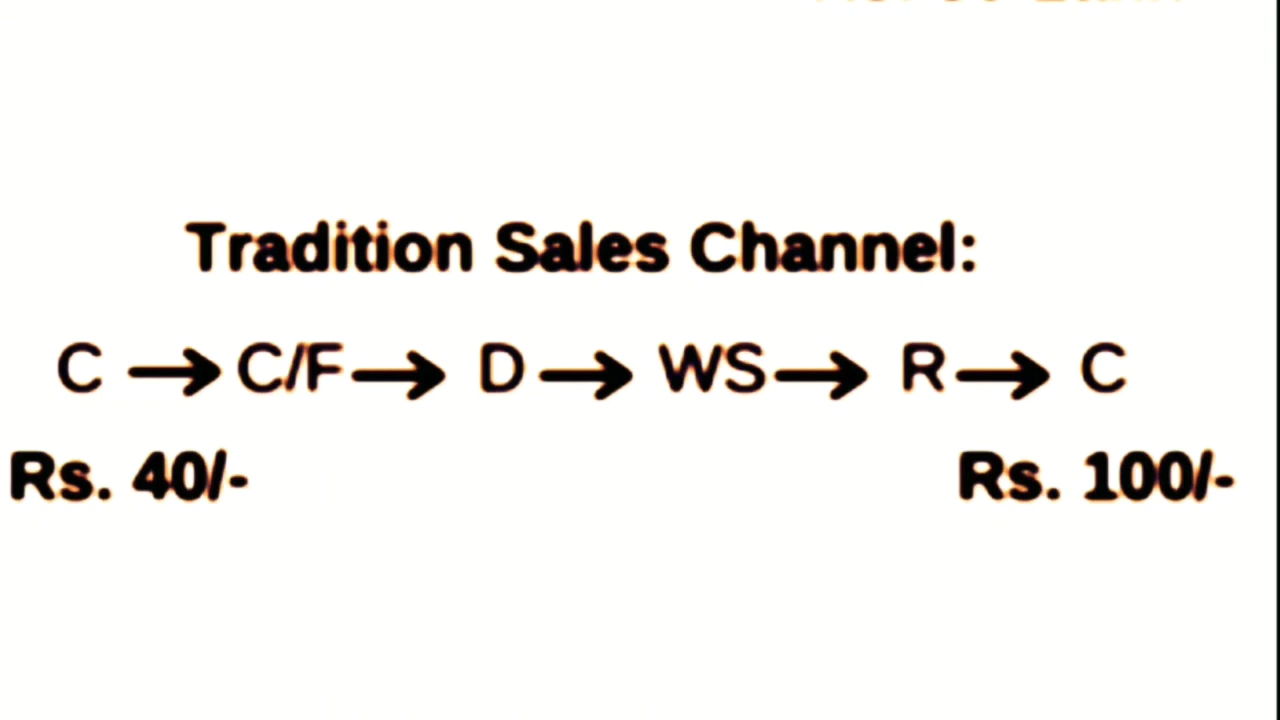 Tradition Sales Channel:
C → C/F → D → WS → R → C
Rs. 40/- Rs. 100/-